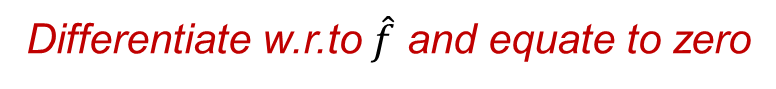 Differentiate w.r.to f̂ and equate to zero